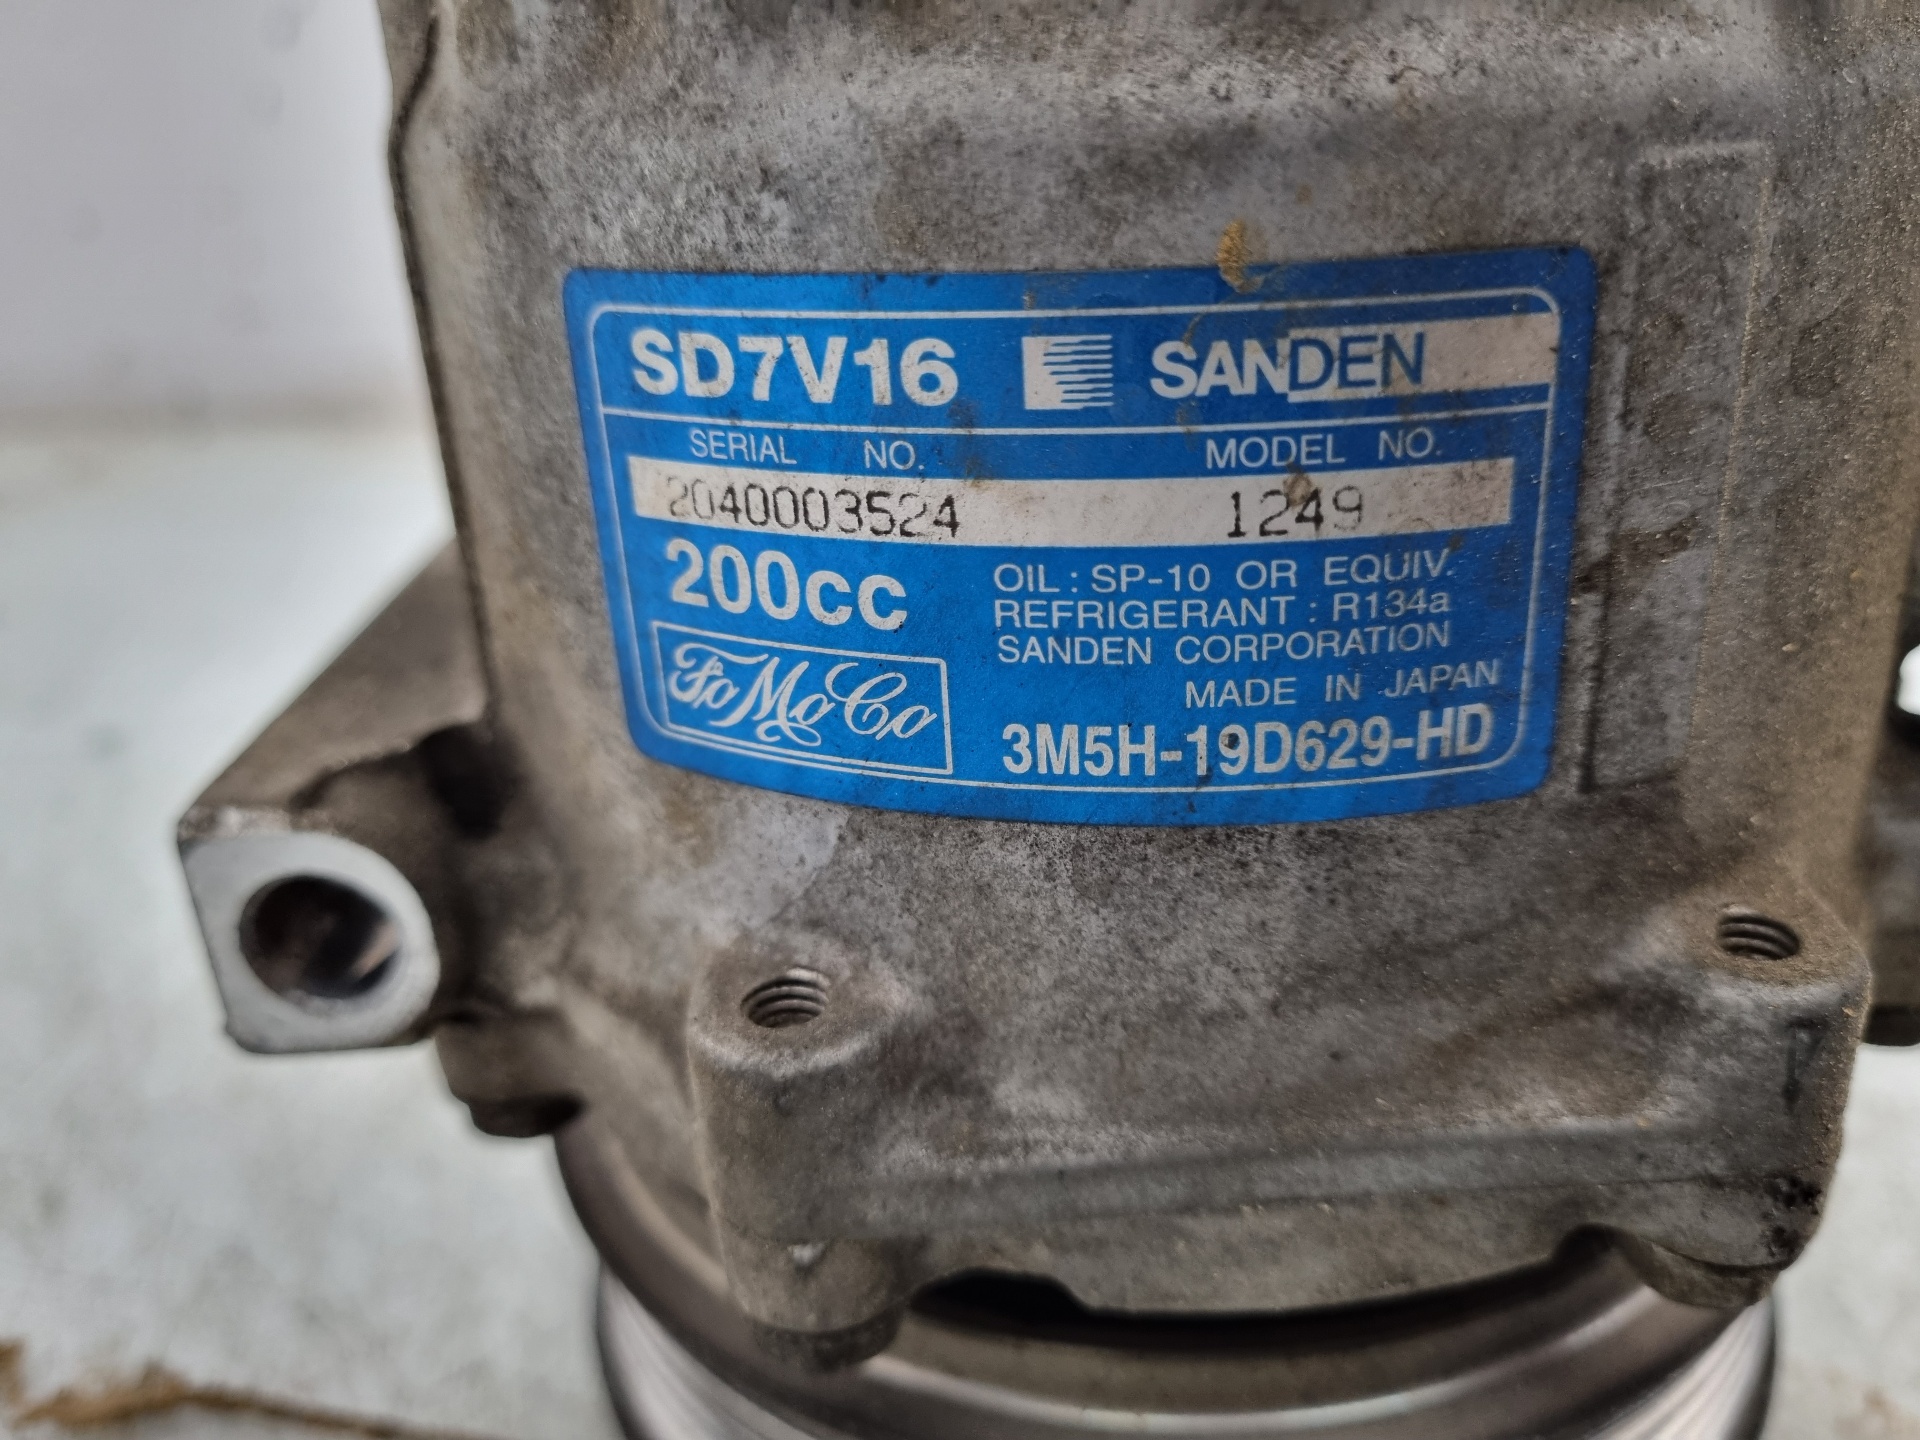 SD7V16 SANDEN
SERIAL NO. MODEL NO.
2040003524 1249
200cc
OIL : SP-10 OR EQUIV.
REFRIGERANT : R134a
SANDEN CORPORATION
MADE IN JAPAN
FoMoCo
3M5H-19D629-HD